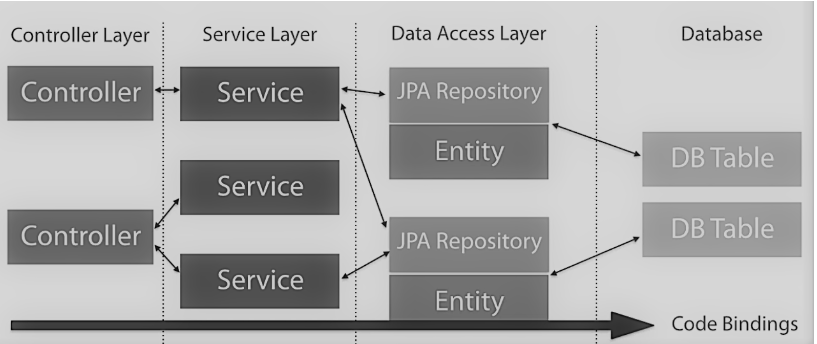 Controller Layer
Service Layer
Data Access Layer
Database
Controller
Service
JPA Repository
Entity
DB Table
Service
Controller
JPA Repository
DB Table
Service
Entity
Code Bindings